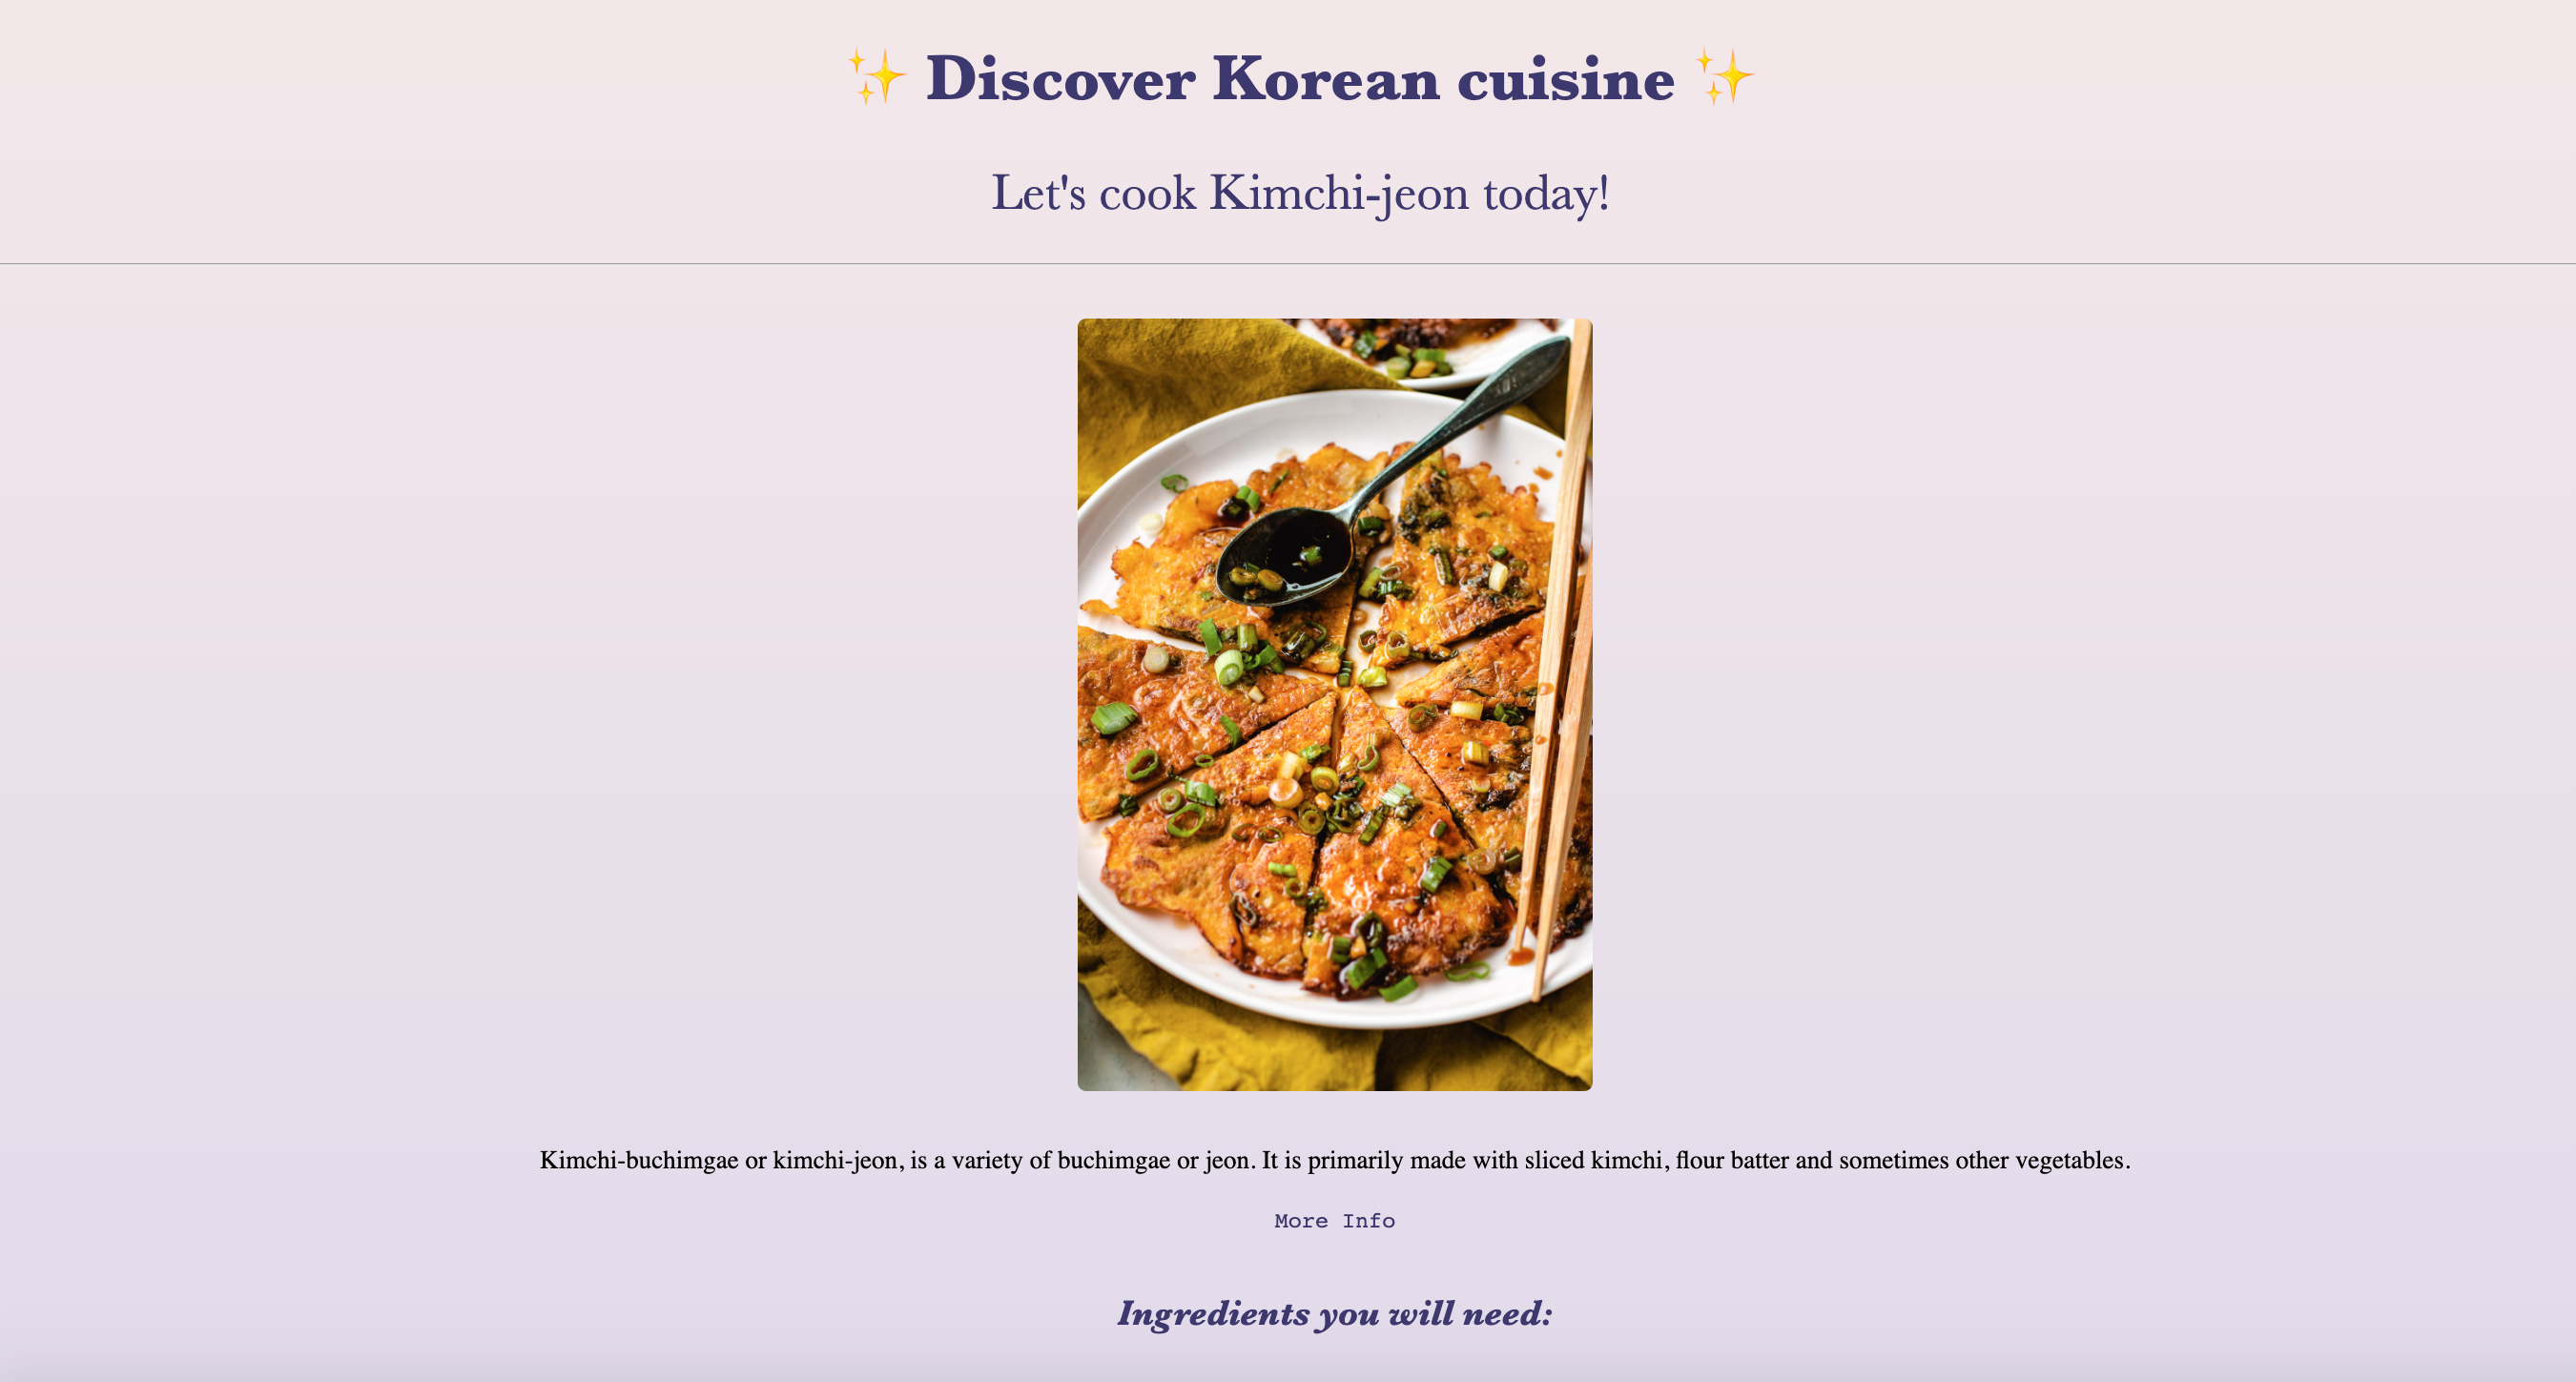 ✨ Discover Korean cuisine ✨
Let's cook Kimchi-jeon today!
Kimchi-buchimgae or kimchi-jeon, is a variety of buchimgae or jeon. It is primarily made with sliced kimchi, flour batter and sometimes other vegetables.
More Info
Ingredients you will need: